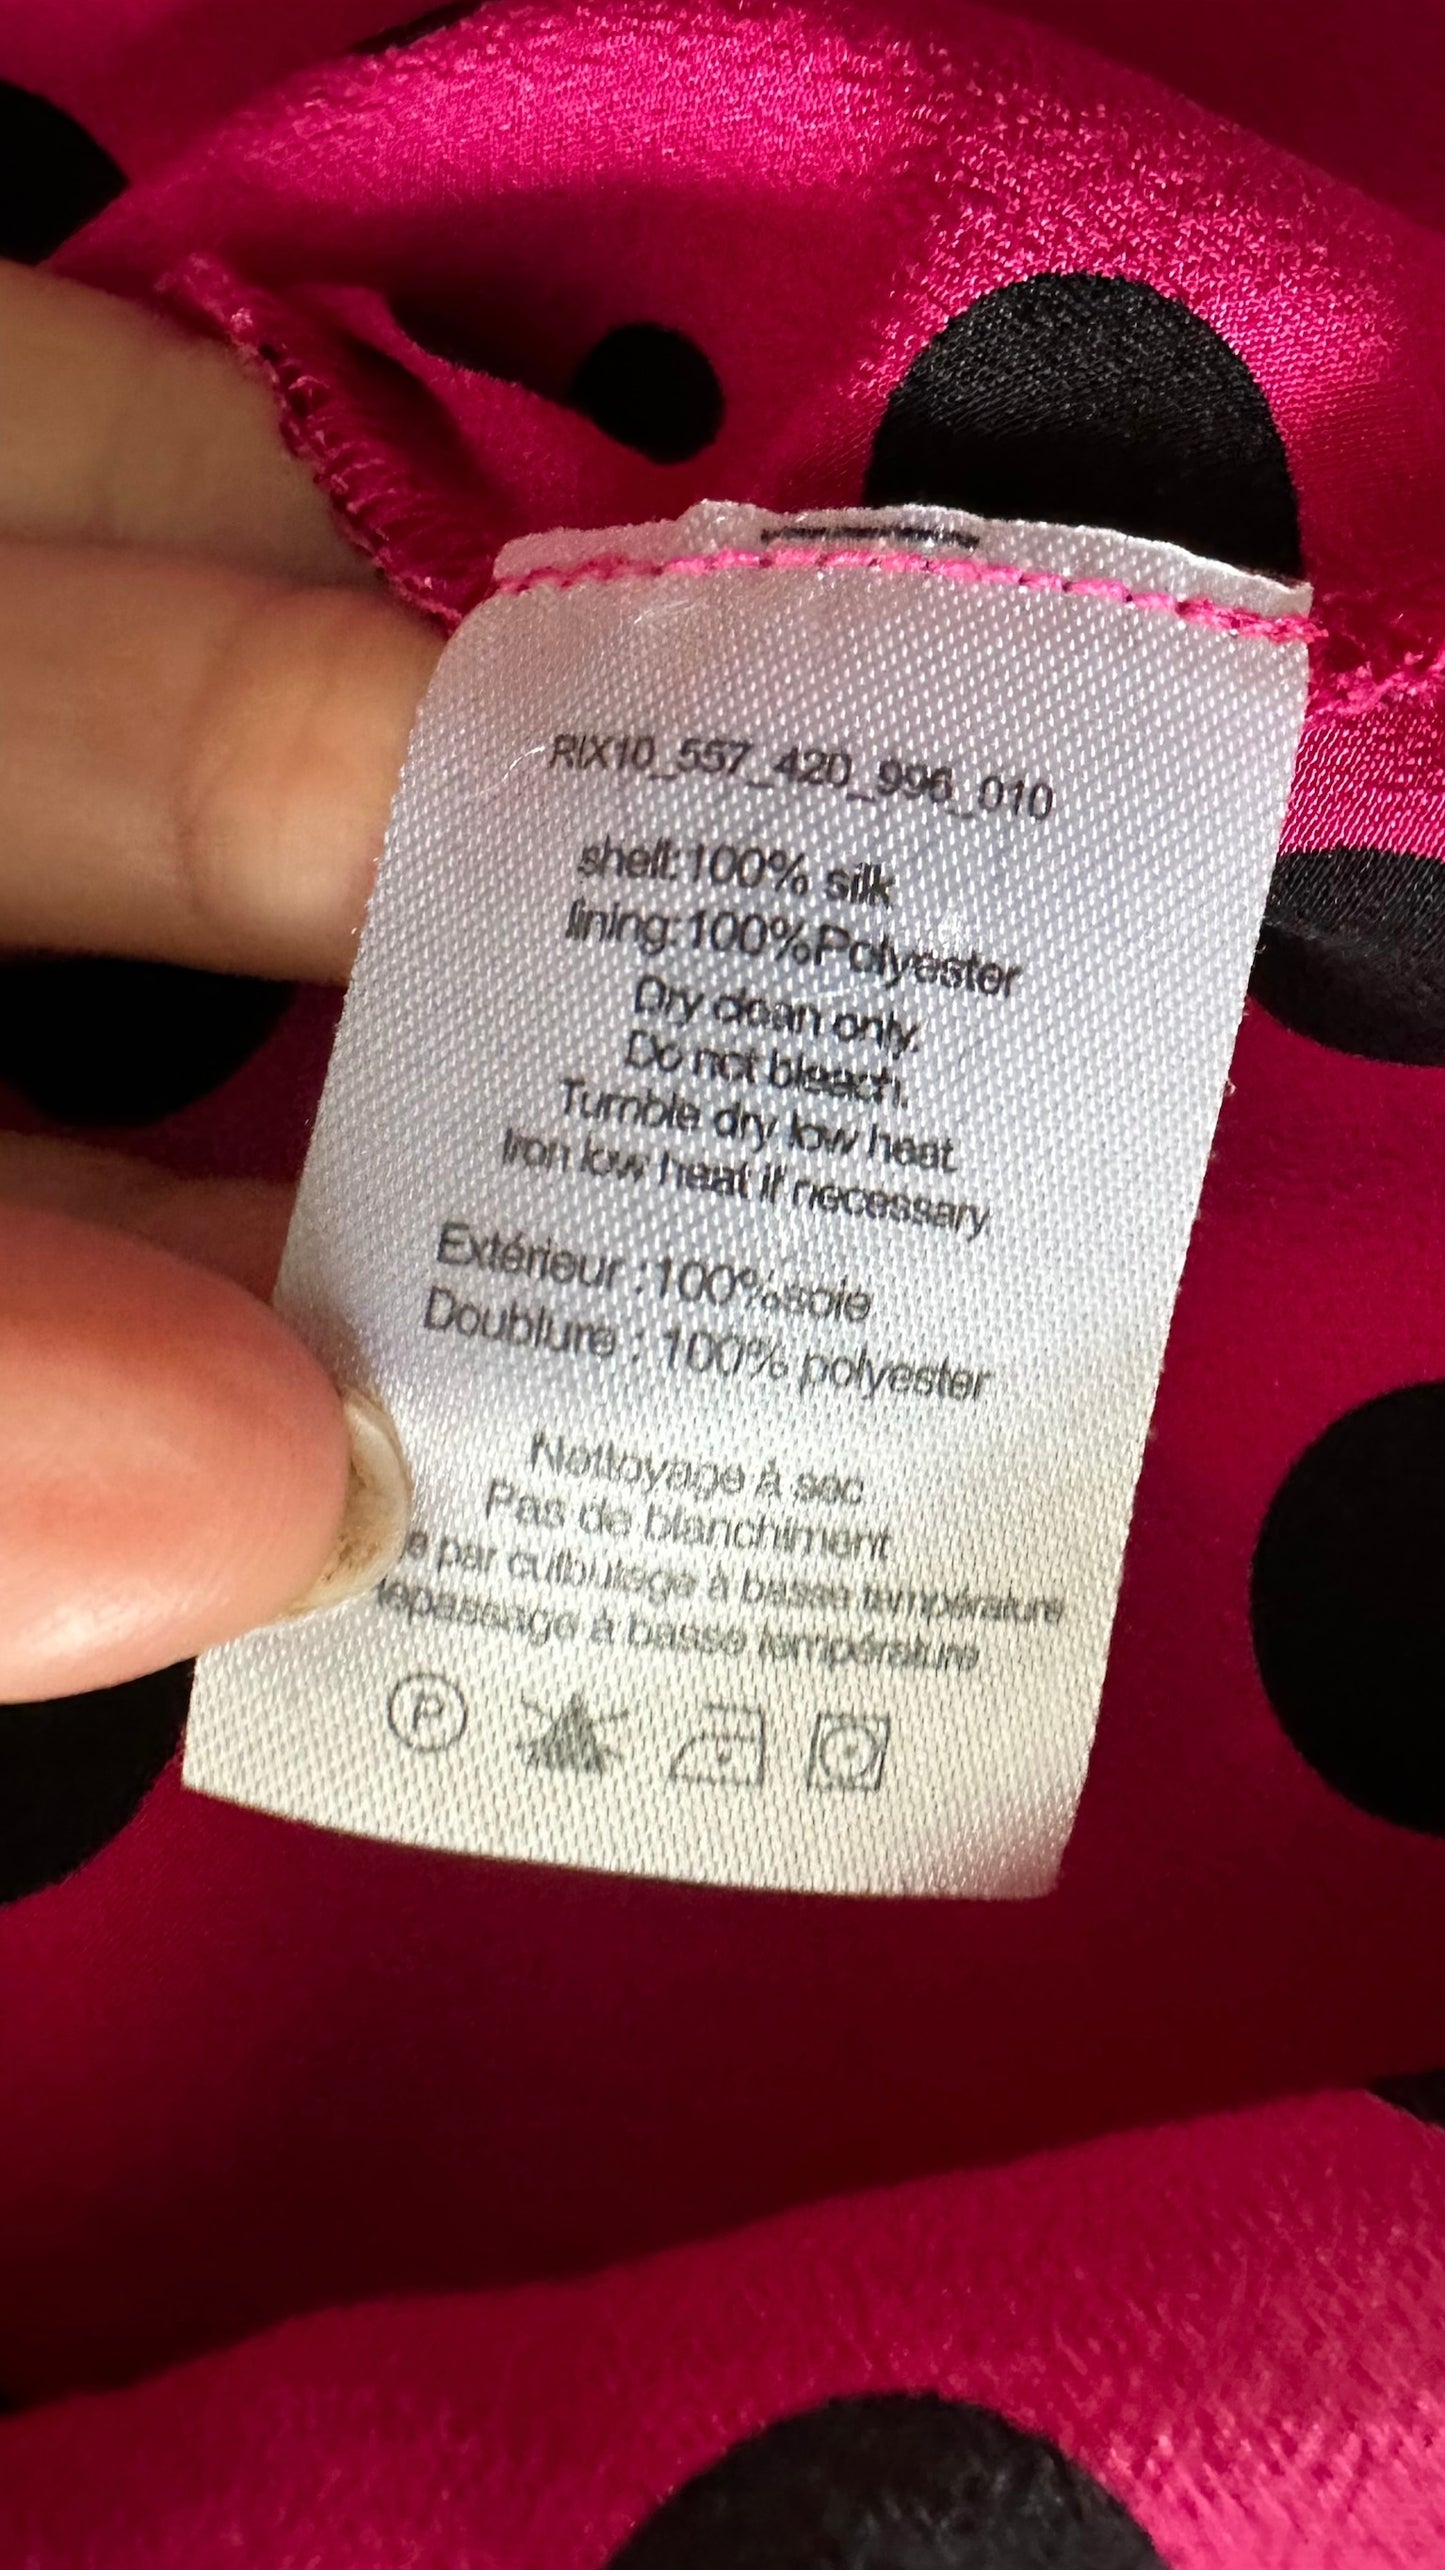 RIX10_557_420_996_010
shell:100% silk
lining:100%Polyester
Dry clean only.
Do not bleach.
Tumble dry low heat
Iron low heat if necessary
Extérieur :100%soie
Doublure : 100% polyester
Nettoyage à sec
Pas de blanchiment
par culbutage à basse température
à basse température
P